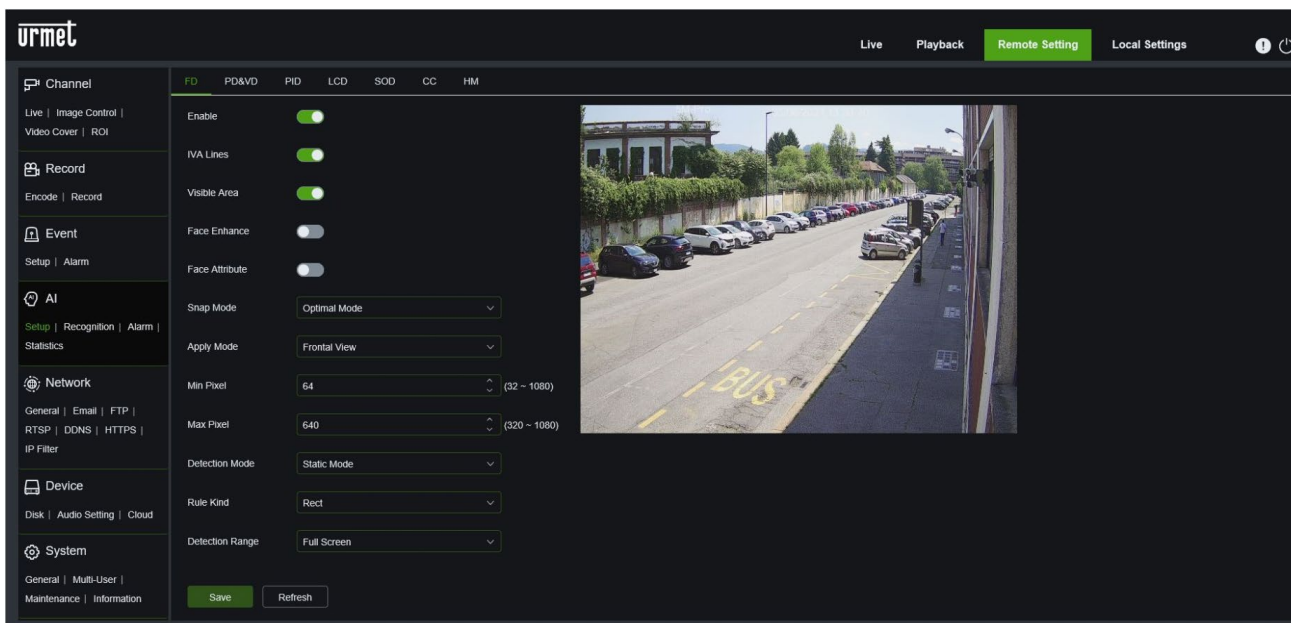 urmet
Live Playback Remote Setting Local Settings
Channel
Live | Image Control |
Video Cover | ROI
Record
Encode | Record
Event
Setup | Alarm
AI
Setup | Recognition | Alarm |
Statistics
Network
General | Email | FTP |
RTSP | DDNS | HTTPS |
IP Filter
Device
Disk | Audio Setting | Cloud
System
General | Multi-User |
Maintenance | Information
FD PD&VD PID LCD SOD CC HM
Enable
IVA Lines
Visible Area
Face Enhance
Face Attribute
Snap Mode Optimal Mode
Apply Mode Frontal View
Min Pixel 64 (32 ~ 1080)
Max Pixel 640 (320 ~ 1080)
Detection Mode Static Mode
Rule Kind Rect
Detection Range Full Screen
Save Refresh
BUS